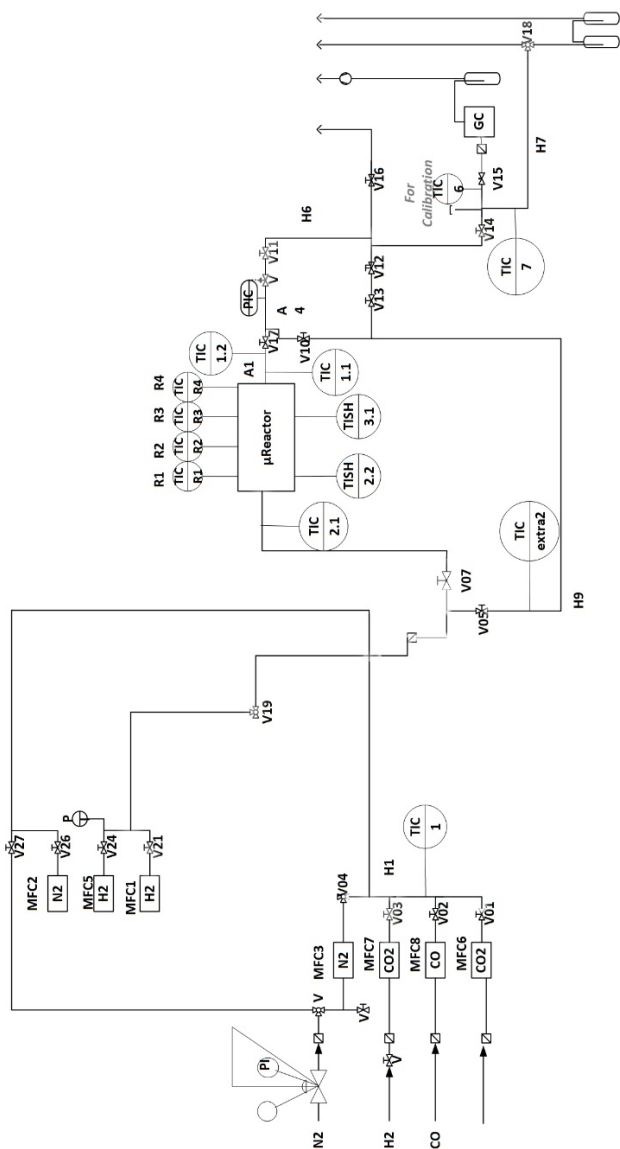 V18
GC
V15
H7
For
Calibration
TIC
6
V14
TIC
7
V16
H6
V11
V
V12
V13
PIC
A
4
V17
V10
TIC
1.2
A1
TIC
1.1
R4
TIC
R4
R3
TIC
R3
R2
TIC
R2
R1
TIC
R1
µReactor
TISH
3.1
TISH
2.2
TIC
2.1
V07
V05
TIC
extra2
H9
V19
V27
P
V26
V24
V21
MFC2
N2
MFC5
H2
MFC1
H2
TIC
1
H1
V04
V03
V02
V01
MFC3
N2
MFC7
CO2
MFC8
CO
MFC6
CO2
V
V
V
PI
N2
H2
CO